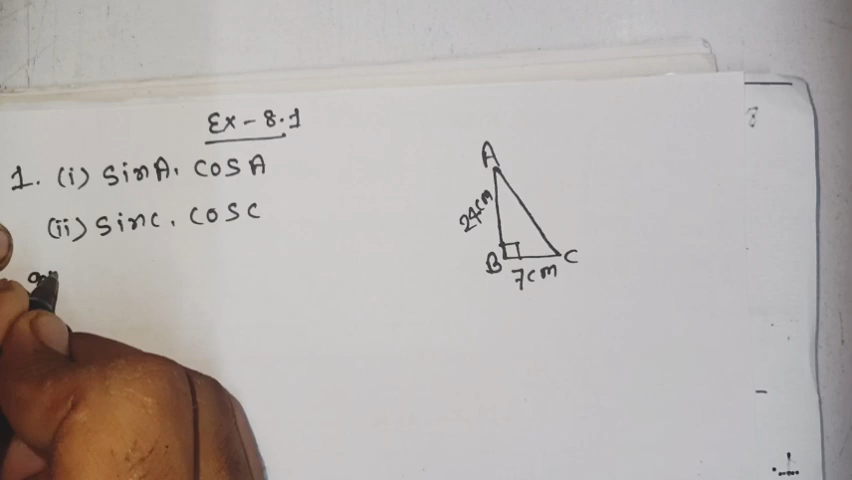 Ex - 8.1
1. (i) sinA, cosA
(ii) sinC, cosC
A
24cm
B
C
7cm